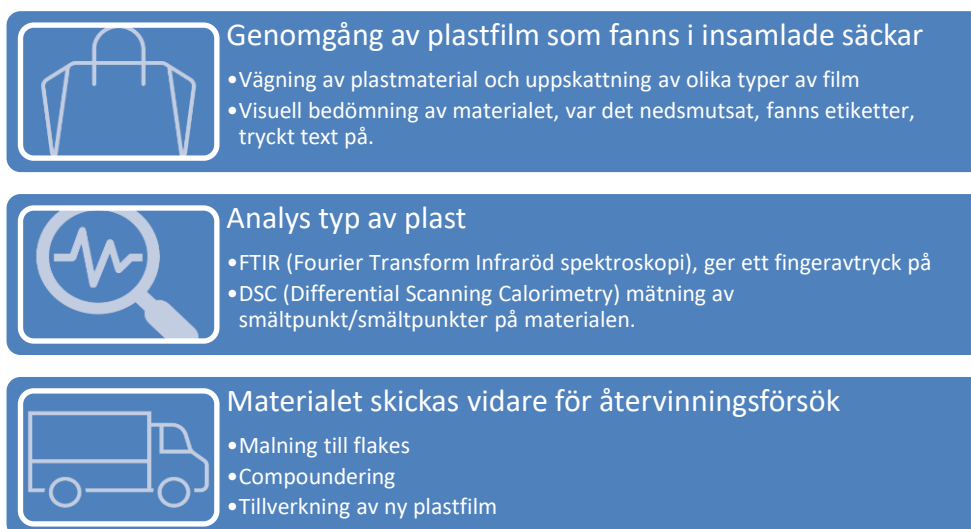 Genomgång av plastfilm som fanns i insamlade säckar
•Vägning av plastmaterial och uppskattning av olika typer av film
•Visuell bedömning av materialet, var det nedsmutsat, fanns etiketter,
tryckt text på.
Analys typ av plast
•FTIR (Fourier Transform Infraröd spektroskopi), ger ett fingeravtryck på
•DSC (Differential Scanning Calorimetry) mätning av
smältpunkt/smältpunkter på materialen.
Materialet skickas vidare för återvinningsförsök
•Malning till flakes
•Compoundering
•Tillverkning av ny plastfilm